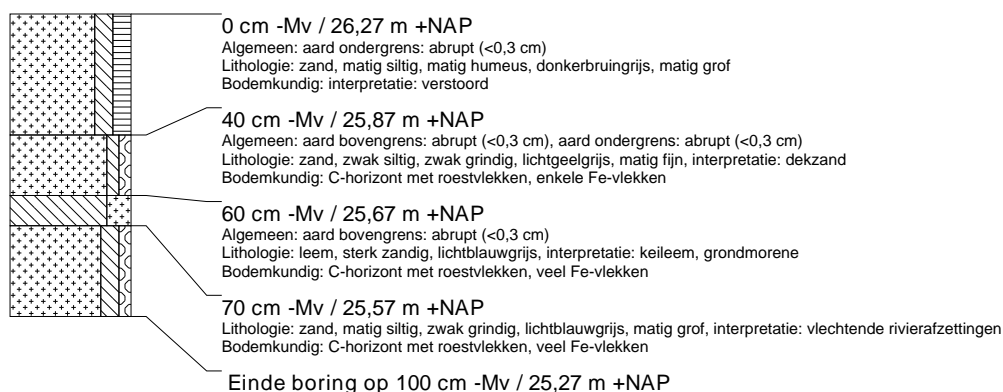 0 cm -Mv / 26,27 m +NAP
Algemeen: aard ondergrens: abrupt (<0,3 cm)
Lithologie: zand, matig siltig, matig humeus, donkerbruingrijs, matig grof
Bodemkundig: interpretatie: verstoord
40 cm -Mv / 25,87 m +NAP
Algemeen: aard bovengrens: abrupt (<0,3 cm), aard ondergrens: abrupt (<0,3 cm)
Lithologie: zand, zwak siltig, zwak grindig, lichtgeelgrijs, matig fijn, interpretatie: dekzand
Bodemkundig: C-horizont met roestvlekken, enkele Fe-vlekken
60 cm -Mv / 25,67 m +NAP
Algemeen: aard bovengrens: abrupt (<0,3 cm)
Lithologie: leem, sterk zandig, lichtblauwgrijs, interpretatie: keileem, grondmorene
Bodemkundig: C-horizont met roestvlekken, veel Fe-vlekken
70 cm -Mv / 25,57 m +NAP
Lithologie: zand, matig siltig, zwak grindig, lichtblauwgrijs, matig grof, interpretatie: vlechtende rivierafzettingen
Bodemkundig: C-horizont met roestvlekken, veel Fe-vlekken
Einde boring op 100 cm -Mv / 25,27 m +NAP